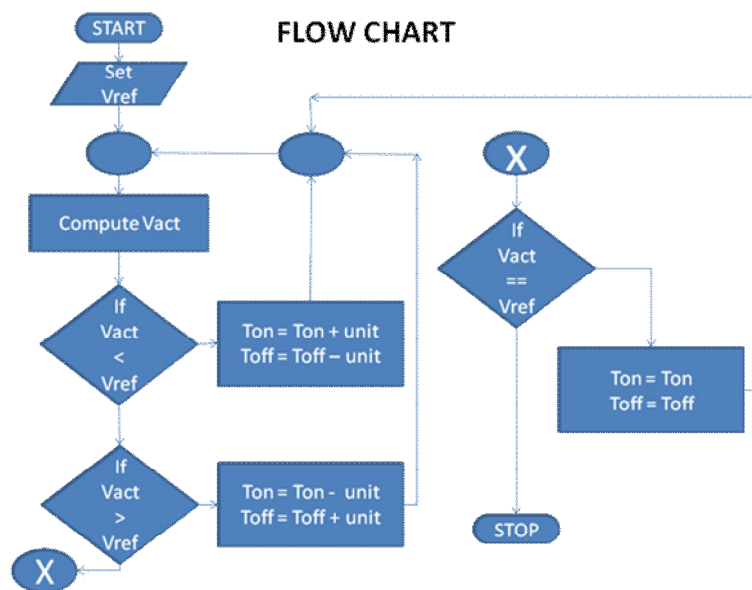 FLOW CHART
START
Set
Vref
Compute Vact
If
Vact
<
Vref
Ton = Ton + unit
Toff = Toff – unit
If
Vact
>
Vref
Ton = Ton - unit
Toff = Toff + unit
X
X
If
Vact
==
Vref
Ton = Ton
Toff = Toff
STOP